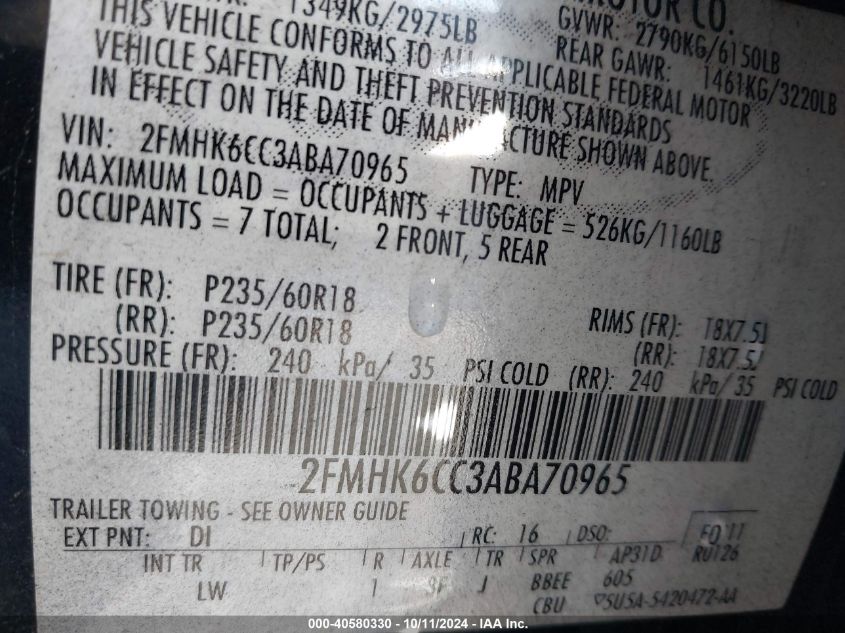 MOTOR CO.
1349KG/2975LB
GVWR: 2790KG/6150LB
THIS VEHICLE CONFORMS TO ALL APPLICABLE FEDERAL MOTOR
REAR GAWR: 1461KG/3220LB
VEHICLE SAFETY AND THEFT PREVENTION STANDARDS
IN EFFECT ON THE DATE OF MANUFACTURE SHOWN ABOVE.
VIN: 2FMHK6CC3ABA70965
TYPE: MPV
MAXIMUM LOAD = OCCUPANTS + LUGGAGE = 526KG/1160LB
OCCUPANTS = 7 TOTAL; 2 FRONT, 5 REAR
TIRE (FR): P235/60R18
RIMS (FR): 18X7.5J
(RR): P235/60R18
(RR): 18X7.5J
PRESSURE (FR): 240 kPa/ 35 PSI COLD (RR): 240 kPa/ 35 PSI COLD
2FMHK6CC3ABA70965
TRAILER TOWING - SEE OWNER GUIDE
EXT PNT: DI RC: 16 DSO:
INT TR TP/PS R AXLE TR SPR AP31D RU126
LW J BBEE 605
CBU ▽SU5A-5420472-AA
000-40580330 - 10/11/2024 - IAA Inc.